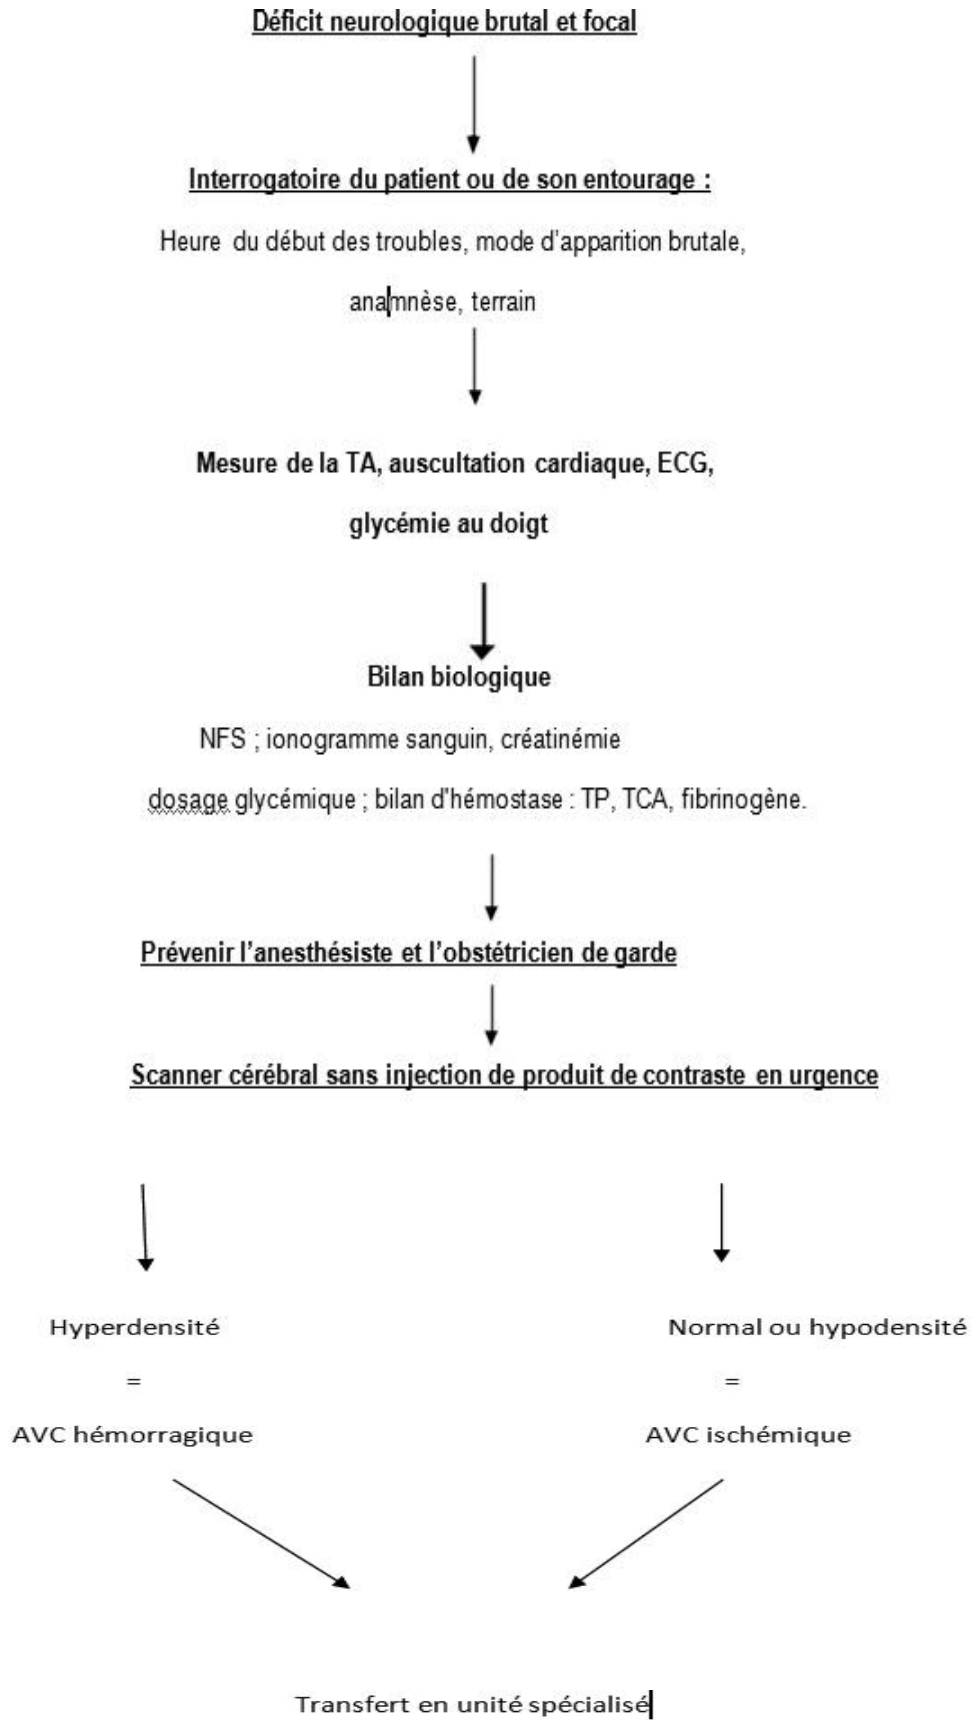 Déficit neurologique brutal et focal
Interrogatoire du patient ou de son entourage :
Heure du début des troubles, mode d'apparition brutale,
anamnèse, terrain
Mesure de la TA, auscultation cardiaque, ECG,
glycémie au doigt
Bilan biologique
NFS ; ionogramme sanguin, créatinémie
dosage glycémique ; bilan d'hémostase : TP, TCA, fibrinogène.
Prévenir l'anesthésiste et l'obstétricien de garde
Scanner cérébral sans injection de produit de contraste en urgence
Hyperdensité
=
AVC hémorragique
Normal ou hypodensité
=
AVC ischémique
Transfert en unité spécialisé